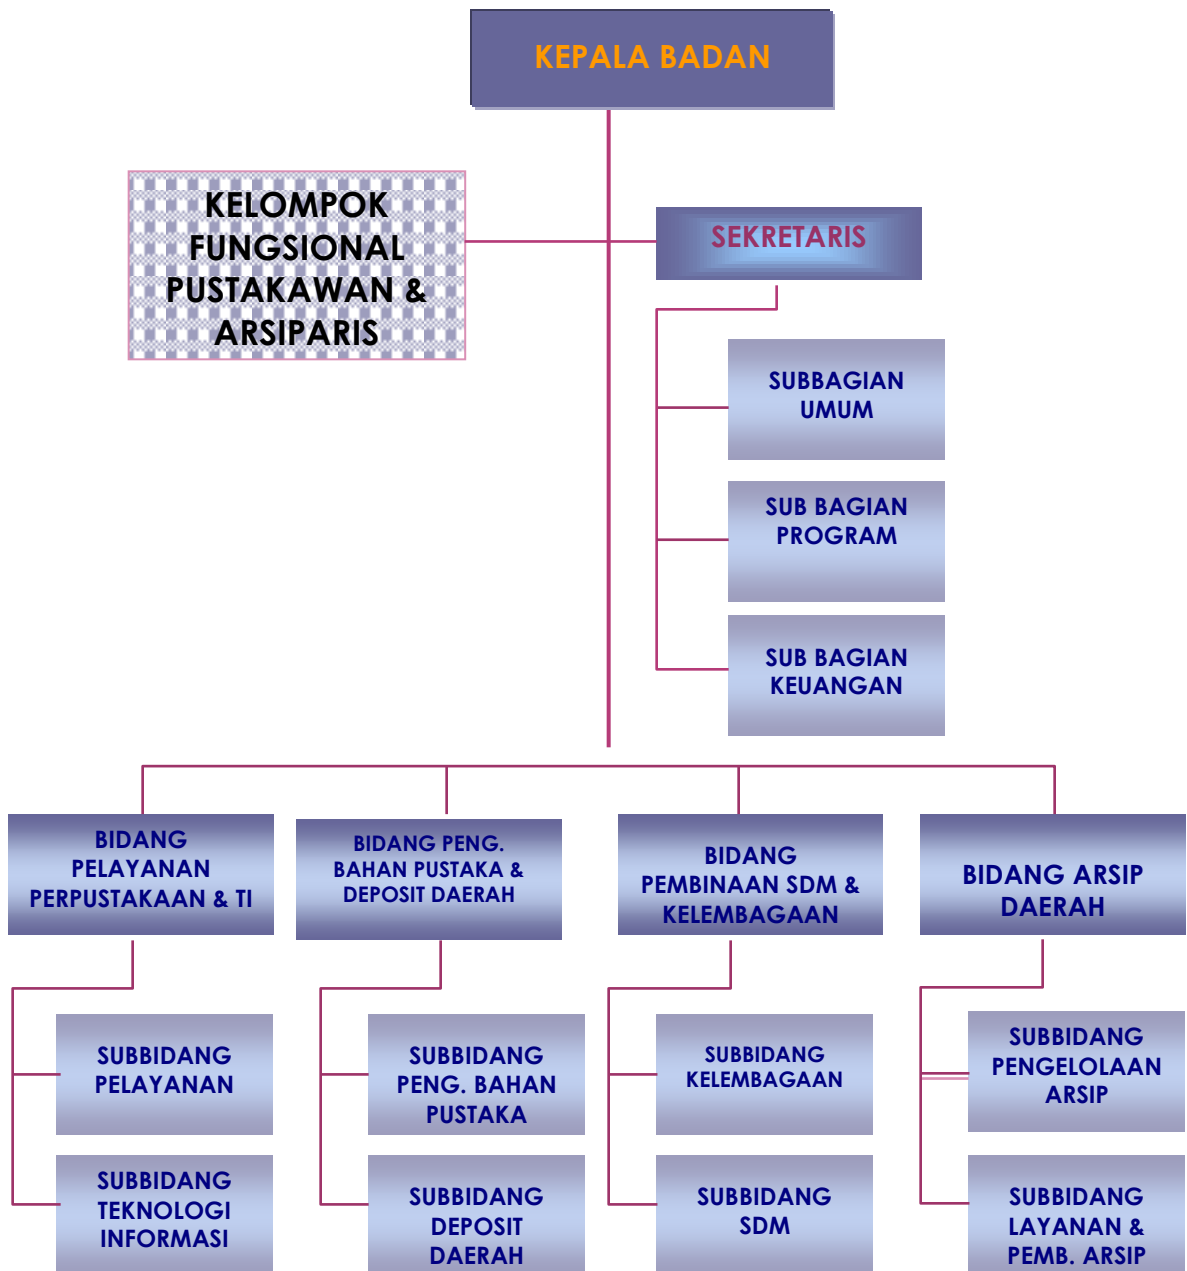 KEPALA BADAN
KELOMPOK
FUNGSIONAL
PUSTAKAWAN &
ARSIPARIS
SEKRETARIS
SUBBAGIAN
UMUM
SUB BAGIAN
PROGRAM
SUB BAGIAN
KEUANGAN
BIDANG
PELAYANAN
PERPUSTAKAAN & TI
BIDANG PENG.
BAHAN PUSTAKA &
DEPOSIT DAERAH
BIDANG
PEMBINAAN SDM &
KELEMBAGAAN
BIDANG ARSIP
DAERAH
SUBBIDANG
PELAYANAN
SUBBIDANG
PENG. BAHAN
PUSTAKA
SUBBIDANG
KELEMBAGAAN
SUBBIDANG
PENGELOLAAN
ARSIP
SUBBIDANG
TEKNOLOGI
INFORMASI
SUBBIDANG
DEPOSIT
DAERAH
SUBBIDANG
SDM
SUBBIDANG
LAYANAN &
PEMB. ARSIP